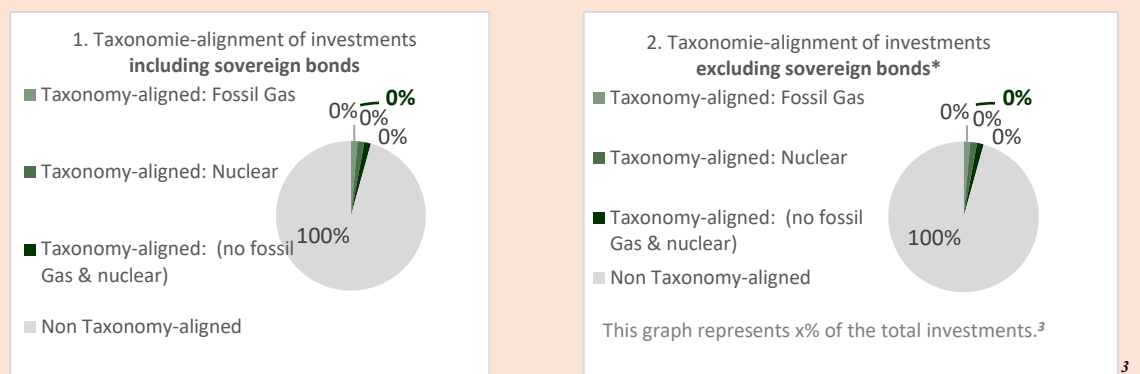 1. Taxonomie-alignment of investments
including sovereign bonds
Taxonomy-aligned: Fossil Gas
Taxonomy-aligned: Nuclear
Taxonomy-aligned: (no fossil
Gas & nuclear)
Non Taxonomy-aligned
0%
0%
0%
0%
100%
2. Taxonomie-alignment of investments
excluding sovereign bonds*
Taxonomy-aligned: Fossil Gas
Taxonomy-aligned: Nuclear
Taxonomy-aligned: (no fossil
Gas & nuclear)
Non Taxonomy-aligned
0%
0%
0%
0%
100%
This graph represents x% of the total investments.³
3